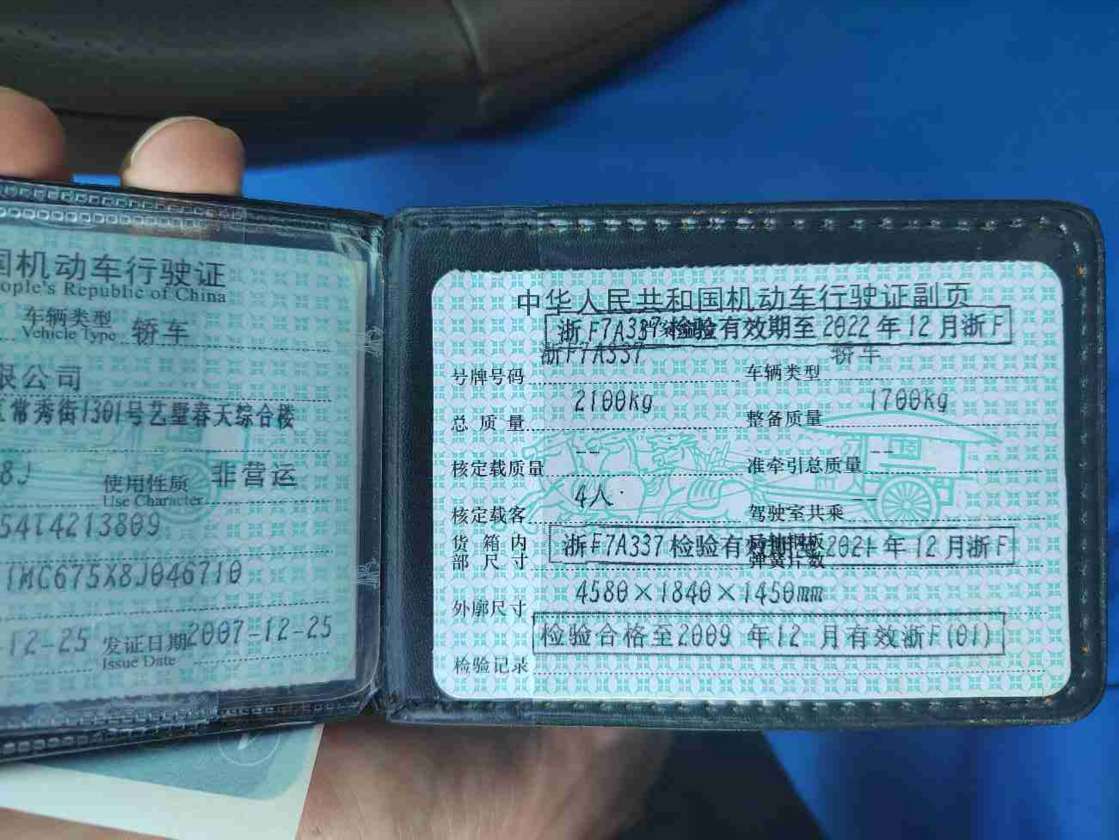 国机动车行驶证
ople's Republic of China
车辆类型
Vehicle Type 轿车
限公司
常秀街1301号艺墅春天综合楼
8J 使用性质 非营运
Use Character
54t4213809
1MC675X8J046710
12-25 发证日期 2007-12-25
Issue Date
中华人民共和国机动车行驶证副页
浙F7A337检验有效期至2022年12月浙F
浙F7A337 轿车
号牌号码 车辆类型
2100kg 1700kg
总质量 整备质量
-- --
核定载质量 准牵引总质量
4人 --
核定载客 驾驶室共乘
货箱内
部尺寸
浙F7A337检验有效期至2021年12月浙F
弹簧片数
4580×1840×1450mm
外廓尺寸
检验合格至2009 年12 月有效浙F(01)
检验记录